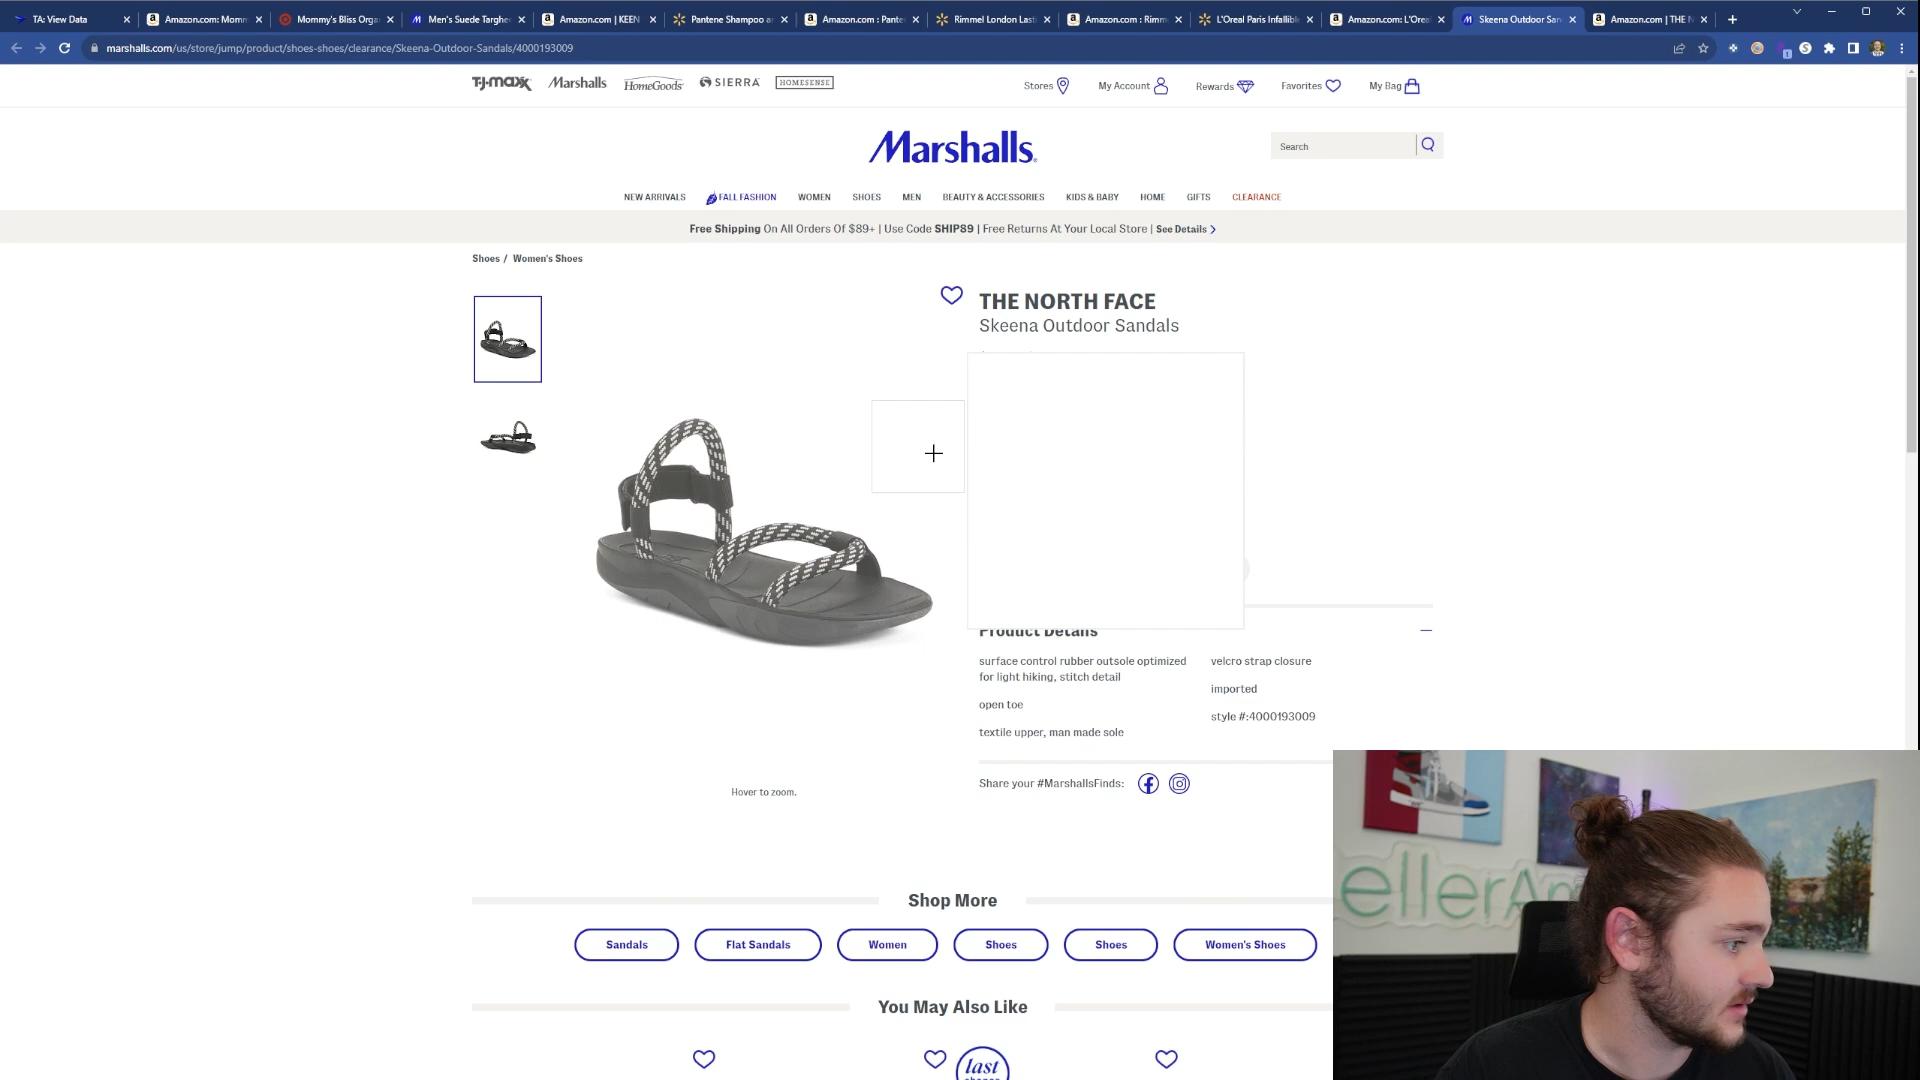 TA: View Data
Amazon.com: Momm
Mommy's Bliss Orga
Men's Suede Targhe
Amazon.com | KEEN
Pantene Shampoo a
Amazon.com : Pante
Rimmel London Last
Amazon.com : Rimm
L'Oreal Paris Infallibl
Amazon.com: L'Orea
Skeena Outdoor San
Amazon.com | THE N
marshalls.com/us/store/jump/product/shoes-shoes/clearance/Skeena-Outdoor-Sandals/4000193009
T·J·maxx Marshalls HomeGoods SIERRA HOMESENSE
Stores My Account Rewards Favorites My Bag
Marshalls.
Search
NEW ARRIVALS FALL FASHION WOMEN SHOES MEN BEAUTY & ACCESSORIES KIDS & BABY HOME GIFTS CLEARANCE
Free Shipping On All Orders Of $89+ | Use Code SHIP89 | Free Returns At Your Local Store | See Details
Shoes / Women's Shoes
THE NORTH FACE
Skeena Outdoor Sandals
Product Details
surface control rubber outsole optimized
for light hiking, stitch detail
open toe
textile upper, man made sole
velcro strap closure
imported
style #:4000193009
Share your #MarshallsFinds:
Hover to zoom.
Shop More
Sandals Flat Sandals Women Shoes Shoes Women's Shoes
You May Also Like
last
ellerAm